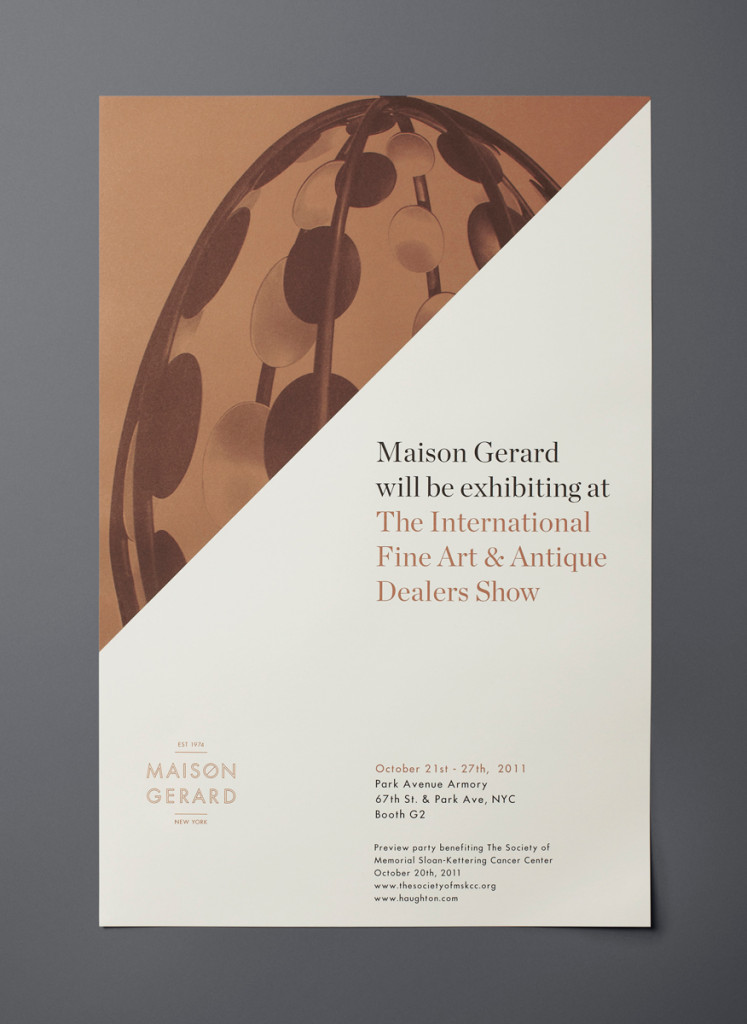 Maison Gerard
will be exhibiting at
The International
Fine Art & Antique
Dealers Show
EST 1974
MAISON
GERARD
NEW YORK
October 21st - 27th, 2011
Park Avenue Armory
67th St. & Park Ave, NYC
Booth G2
Preview party benefiting The Society of
Memorial Sloan-Kettering Cancer Center
October 20th, 2011
www.thesocietyofmskcc.org
www.haughton.com